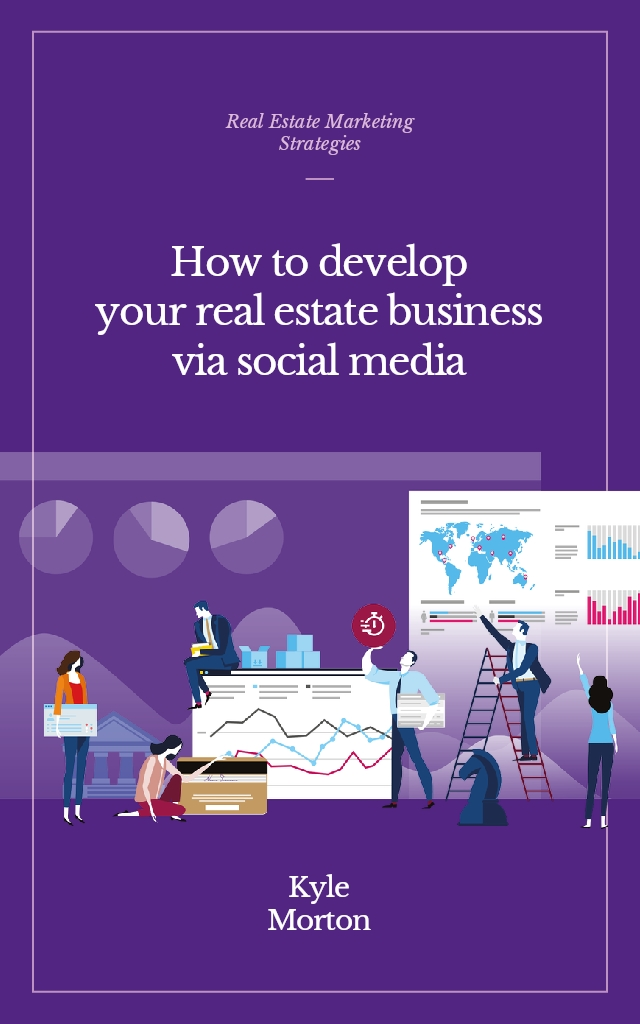 Real Estate Marketing
Strategies
How to develop
your real estate business
via social media
Kyle
Morton